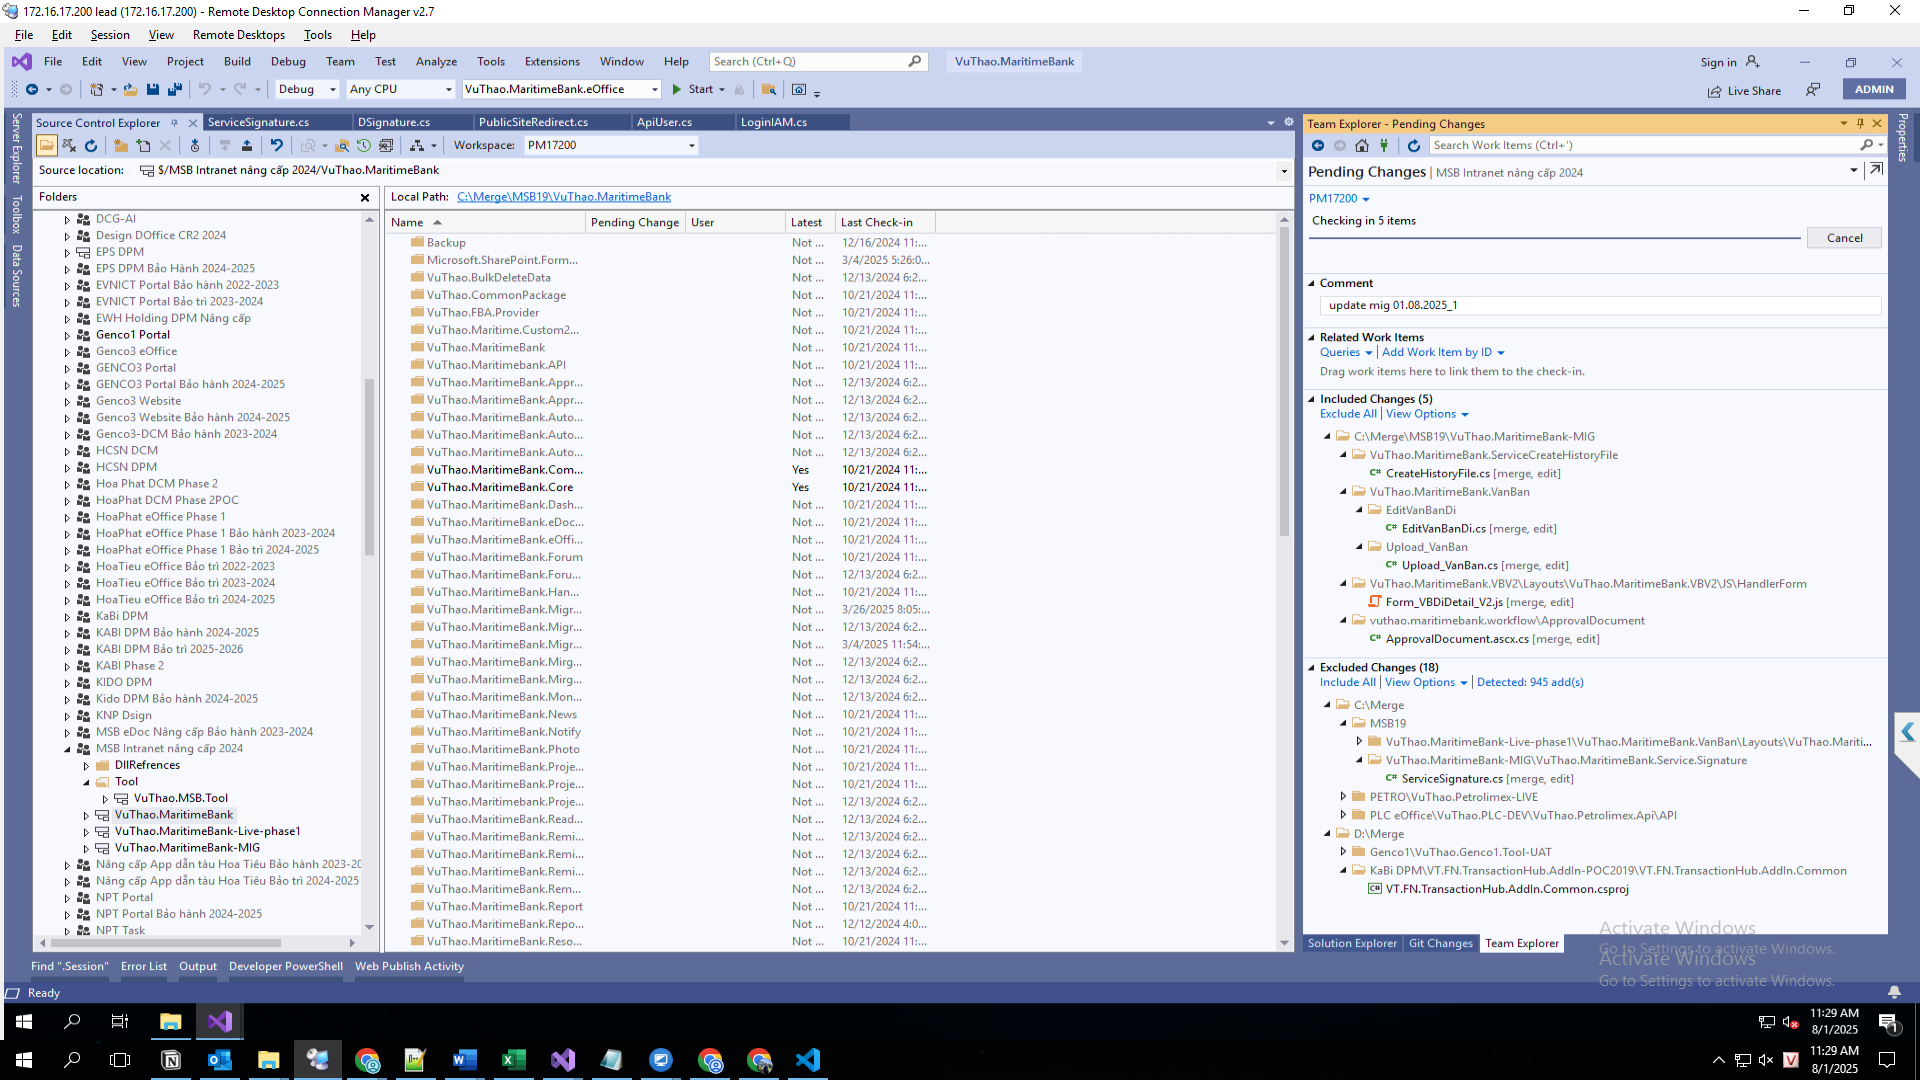 172.16.17.200 lead (172.16.17.200) - Remote Desktop Connection Manager v2.7
File Edit Session View Remote Desktops Tools Help
File Edit View Project Build Debug Team Test Analyze Tools Extensions Window Help Search (Ctrl+Q) VuThao.MaritimeBank Sign in
Debug Any CPU VuThao.MaritimeBank.eOffice Start Live Share ADMIN
Server Explorer
Toolbox
Data Sources
Source Control Explorer ServiceSignature.cs DSignature.cs PublicSiteRedirect.cs ApiUser.cs LoginIAM.cs
Workspace: PM17200
Source location: $/MSB Intranet nâng cấp 2024/VuThao.MaritimeBank
Folders
DCG-AI
Design DOffice CR2 2024
EPS DPM
EPS DPM Bảo Hành 2024-2025
EVNICT Portal Bảo hành 2022-2023
EVNICT Portal Bảo trì 2023-2024
EWH Holding DPM Nâng cấp
Genco1 Portal
Genco3 eOffice
GENCO3 Portal
GENCO3 Portal Bảo hành 2024-2025
Genco3 Website
Genco3 Website Bảo hành 2024-2025
Genco3-DCM Bảo hành 2023-2024
HCSN DCM
HCSN DPM
Hoa Phat DCM Phase 2
HoaPhat DCM Phase 2POC
HoaPhat eOffice Phase 1
HoaPhat eOffice Phase 1 Bảo hành 2023-2024
HoaPhat eOffice Phase 1 Bảo trì 2024-2025
HoaTieu eOffice Bảo trì 2022-2023
HoaTieu eOffice Bảo trì 2023-2024
HoaTieu eOffice Bảo trì 2024-2025
KaBi DPM
KABI DPM Bảo hành 2024-2025
KABI DPM Bảo trì 2025-2026
KABI Phase 2
KIDO DPM
Kido DPM Bảo hành 2024-2025
KNP Dsign
MSB eDoc Nâng cấp Bảo hành 2023-2024
MSB Intranet nâng cấp 2024
DllRefrences
Tool
VuThao.MSB.Tool
VuThao.MaritimeBank
VuThao.MaritimeBank-Live-phase1
VuThao.MaritimeBank-MIG
Nâng cấp App dẫn tàu Hoa Tiêu Bảo hành 2023-20
Nâng cấp App dẫn tàu Hoa Tiêu Bảo trì 2024-2025
NPT Portal
NPT Portal Bảo hành 2024-2025
NPT Task
Local Path: C:\Merge\MSB19\VuThao.MaritimeBank
Name Pending Change User Latest Last Check-in
Backup Not ... 12/16/2024 11:...
Microsoft.SharePoint.Form... Not ... 3/4/2025 5:26:0...
VuThao.BulkDeleteData Not ... 12/13/2024 6:2...
VuThao.CommonPackage Not ... 10/21/2024 11:...
VuThao.FBA.Provider Not ... 10/21/2024 11:...
VuThao.Maritime.Custom2... Not ... 10/21/2024 11:...
VuThao.MaritimeBank Not ... 10/21/2024 11:...
VuThao.Maritimebank.API Not ... 10/21/2024 11:...
VuThao.MaritimeBank.Appr... Not ... 12/13/2024 6:2...
VuThao.MaritimeBank.Appr... Not ... 12/13/2024 6:2...
VuThao.MaritimeBank.Auto... Not ... 12/13/2024 6:2...
VuThao.MaritimeBank.Auto... Not ... 12/13/2024 6:2...
VuThao.MaritimeBank.Auto... Not ... 12/13/2024 6:2...
VuThao.MaritimeBank.Com... Yes 10/21/2024 11:...
VuThao.MaritimeBank.Core Yes 10/21/2024 11:...
VuThao.MaritimeBank.Dash... Not ... 10/21/2024 11:...
VuThao.MaritimeBank.eDoc... Not ... 10/21/2024 11:...
VuThao.MaritimeBank.eOffi... Not ... 10/21/2024 11:...
VuThao.MaritimeBank.Forum Not ... 10/21/2024 11:...
VuThao.MaritimeBank.Foru... Not ... 12/13/2024 6:2...
VuThao.MaritimeBank.Han... Not ... 10/21/2024 11:...
VuThao.MaritimeBank.Migr... Not ... 3/26/2025 8:05:...
VuThao.MaritimeBank.Migr... Not ... 12/13/2024 6:2...
VuThao.MaritimeBank.Migr... Not ... 3/4/2025 11:54:...
VuThao.MaritimeBank.Mirg... Not ... 12/13/2024 6:2...
VuThao.MaritimeBank.Mirg... Not ... 12/13/2024 6:2...
VuThao.MaritimeBank.Mon... Not ... 12/13/2024 6:2...
VuThao.MaritimeBank.News Not ... 10/21/2024 11:...
VuThao.MaritimeBank.Notify Not ... 10/21/2024 11:...
VuThao.MaritimeBank.Photo Not ... 10/21/2024 11:...
VuThao.MaritimeBank.Proje... Not ... 10/21/2024 11:...
VuThao.MaritimeBank.Proje... Not ... 10/21/2024 11:...
VuThao.MaritimeBank.Proje... Not ... 12/13/2024 6:2...
VuThao.MaritimeBank.Read... Not ... 12/13/2024 6:2...
VuThao.MaritimeBank.Remi... Not ... 12/13/2024 6:2...
VuThao.MaritimeBank.Remi... Not ... 12/13/2024 6:2...
VuThao.MaritimeBank.Remi... Not ... 12/13/2024 6:2...
VuThao.MaritimeBank.Rem... Not ... 12/13/2024 6:2...
VuThao.MaritimeBank.Report Not ... 10/21/2024 11:...
VuThao.MaritimeBank.Repo... Not ... 12/12/2024 4:0...
VuThao.MaritimeBank.Reso... Not ... 10/21/2024 11:...
Team Explorer - Pending Changes
Search Work Items (Ctrl+')
Pending Changes | MSB Intranet nâng cấp 2024
PM17200
Checking in 5 items
Cancel
Comment
update mig 01.08.2025_1
Related Work Items
Queries | Add Work Item by ID
Drag work items here to link them to the check-in.
Included Changes (5)
Exclude All | View Options
C:\Merge\MSB19\VuThao.MaritimeBank-MIG
VuThao.MaritimeBank.ServiceCreateHistoryFile
C# CreateHistoryFile.cs [merge, edit]
VuThao.MaritimeBank.VanBan
EditVanBanDi
C# EditVanBanDi.cs [merge, edit]
Upload_VanBan
C# Upload_VanBan.cs [merge, edit]
VuThao.MaritimeBank.VBV2\Layouts\VuThao.MaritimeBank.VBV2\JS\HandlerForm
Form_VBDiDetail_V2.js [merge, edit]
vuthao.maritimebank.workflow\ApprovalDocument
C# ApprovalDocument.ascx.cs [merge, edit]
Excluded Changes (18)
Include All | View Options | Detected: 945 add(s)
C:\Merge
MSB19
VuThao.MaritimeBank-Live-phase1\VuThao.MaritimeBank.VanBan\Layouts\VuThao.Mariti...
VuThao.MaritimeBank-MIG\VuThao.MaritimeBank.Service.Signature
C# ServiceSignature.cs [merge, edit]
PETRO\VuThao.Petrolimex-LIVE
PLC eOffice\VuThao.PLC-DEV\VuThao.Petrolimex.Api\API
D:\Merge
Genco1\VuThao.Genco1.Tool-UAT
KaBi DPM\VT.FN.TransactionHub.AddIn-POC2019\VT.FN.TransactionHub.AddIn.Common
C# VT.FN.TransactionHub.AddIn.Common.csproj
Properties
Activate Windows
Go to Settings to activate Windows.
Activate Windows
Go to Settings to activate Windows.
Solution Explorer Git Changes Team Explorer
Find ".Session" Error List Output Developer PowerShell Web Publish Activity
Ready
11:29 AM
8/1/2025
1
11:29 AM
8/1/2025
V